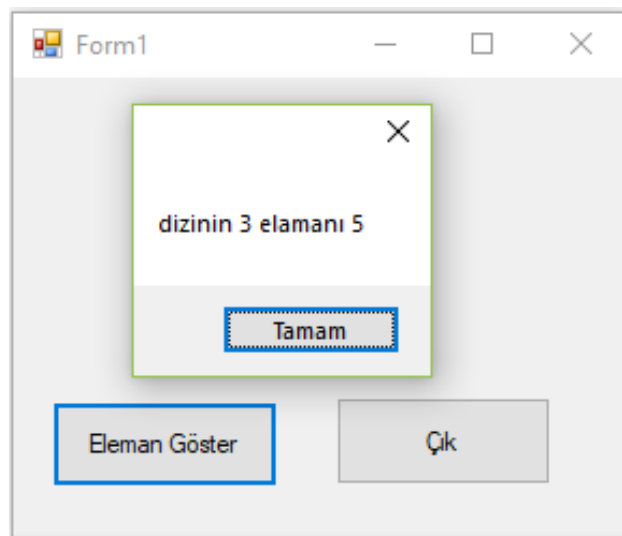 Form1
dizinin 3 elamanı 5
Tamam
Eleman Göster
Çık